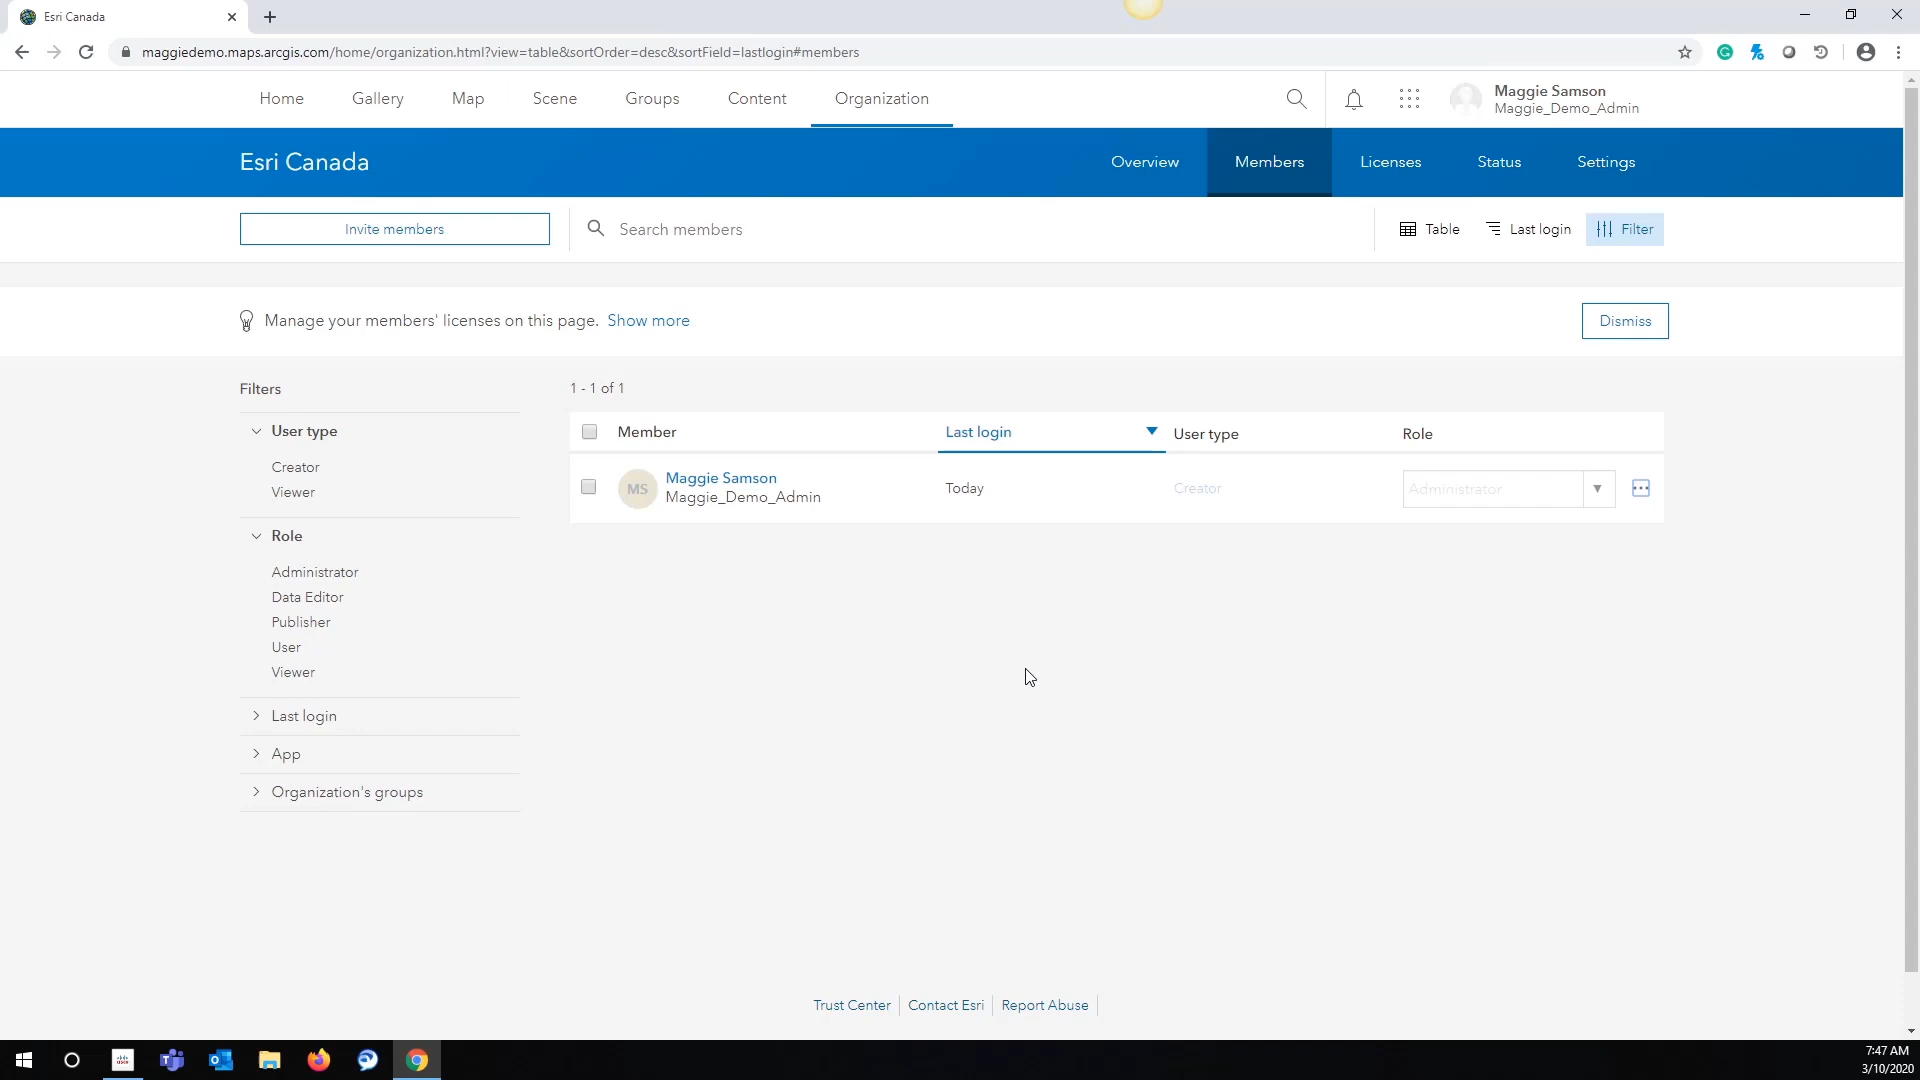 Esri Canada
maggiedemo.maps.arcgis.com/home/organization.html?view=table&sortOrder=desc&sortField=lastlogin#members
Home Gallery Map Scene Groups Content Organization
Maggie Samson
Maggie_Demo_Admin
Esri Canada
Overview Members Licenses Status Settings
Invite members
Search members
Table Last login Filter
Manage your members' licenses on this page. Show more
Dismiss
Filters
User type
Creator
Viewer
Role
Administrator
Data Editor
Publisher
User
Viewer
Last login
App
Organization's groups
1 - 1 of 1
Member Last login User type Role
MS
Maggie Samson
Maggie_Demo_Admin
Today
Creator
Administrator
Trust Center Contact Esri Report Abuse
7:47 AM
3/10/2020